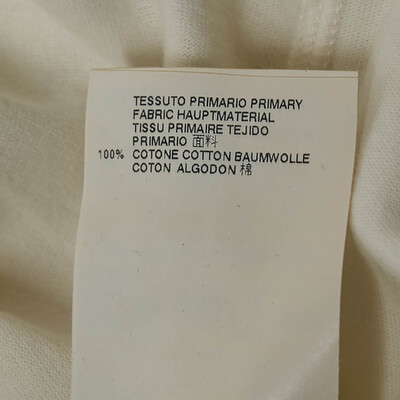 TESSUTO PRIMARIO PRIMARY
FABRIC HAUPTMATERIAL
TISSU PRIMAIRE TEJIDO
PRIMARIO 面料
100% COTONE COTTON BAUMWOLLE
COTON ALGODON 棉